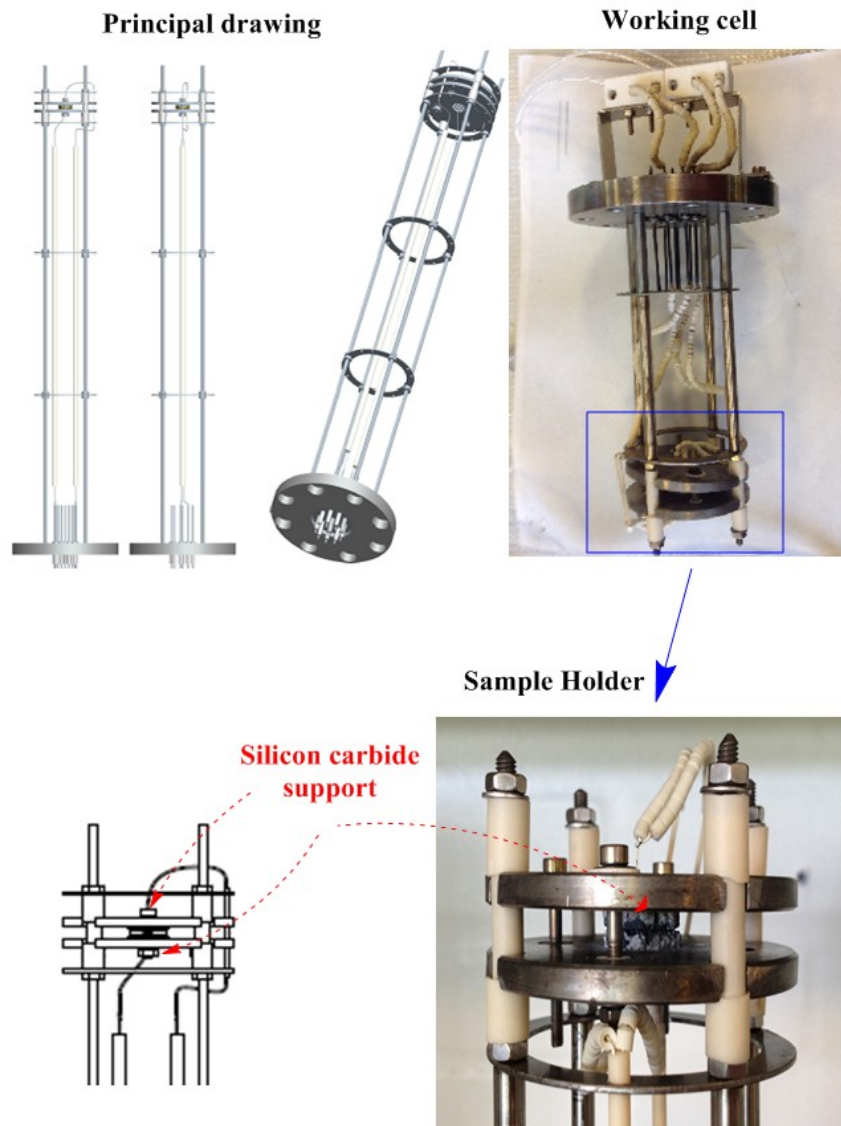 Principal drawing
Working cell
Sample Holder
Silicon carbide
support